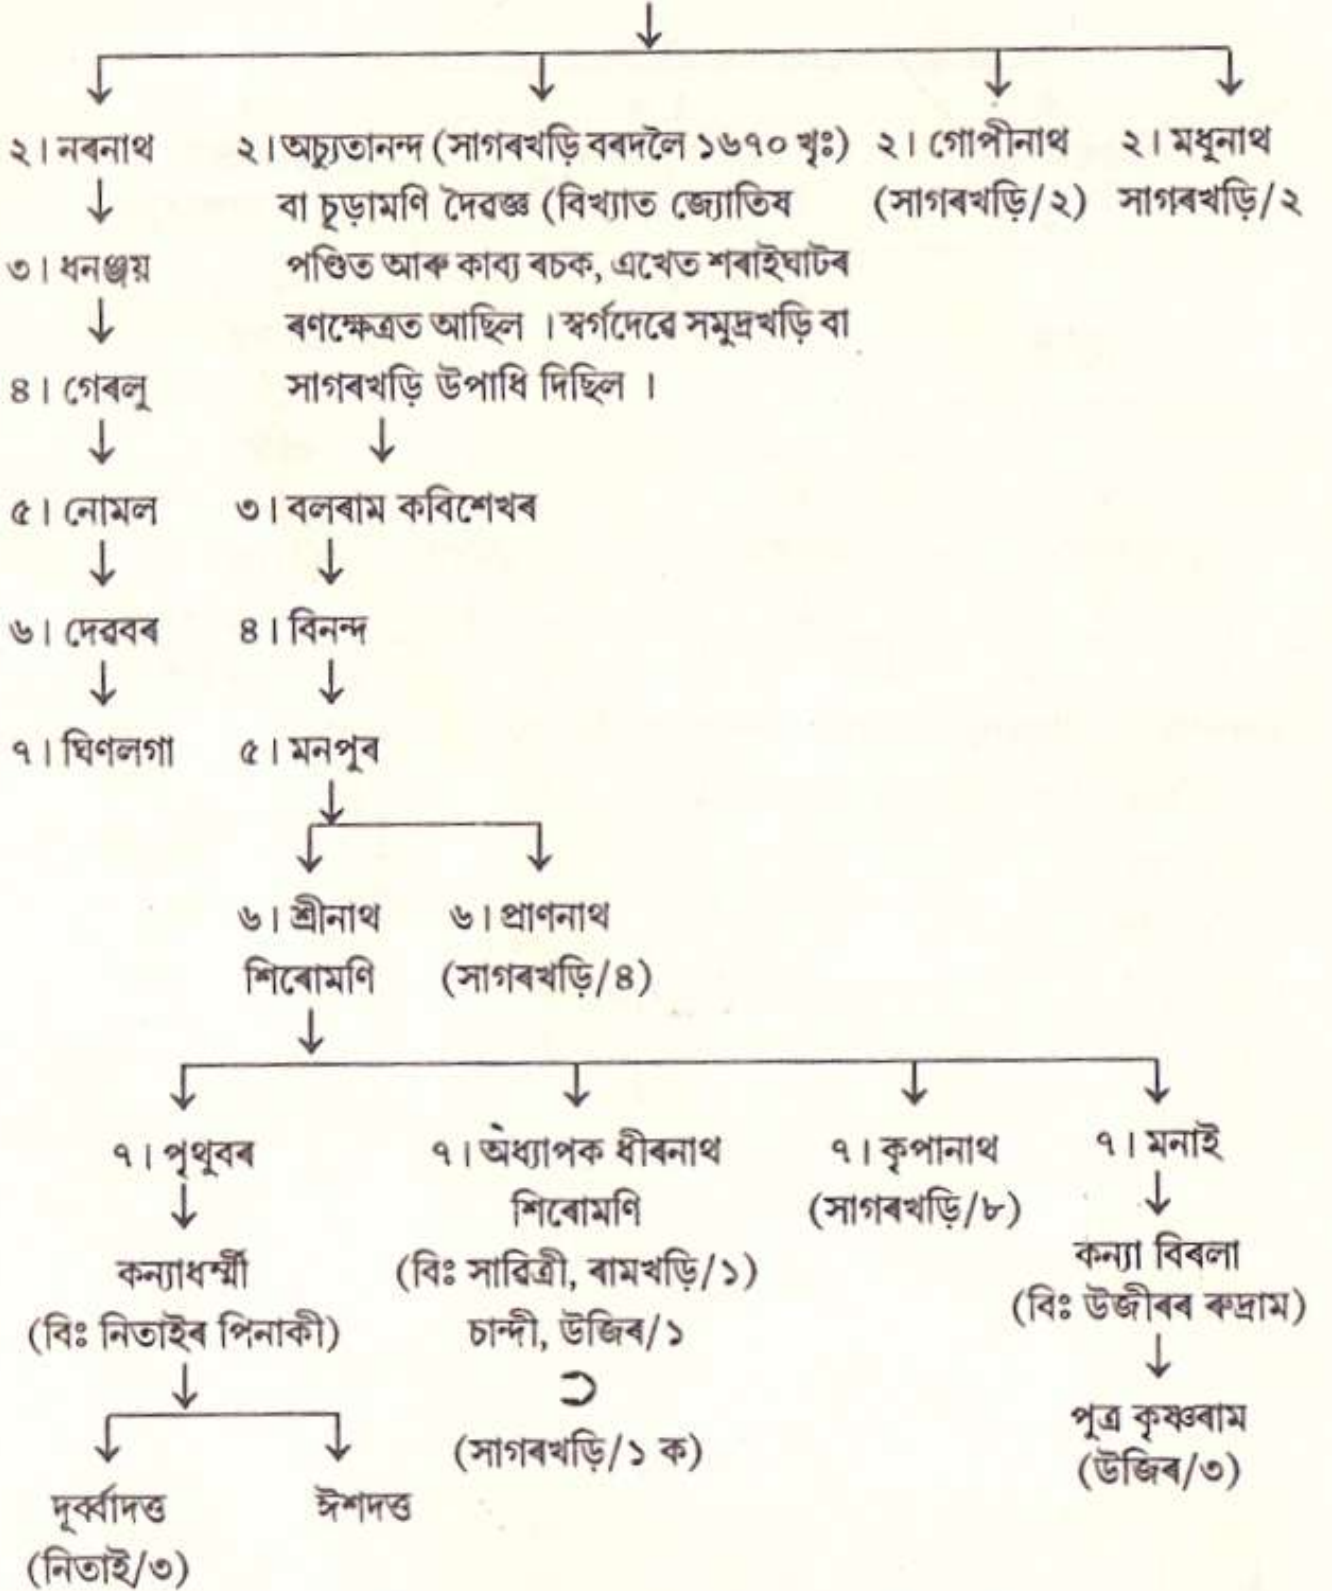 ২। নৰনাথ ২। অচ্যুতানন্দ (সাগৰখড়ি বৰদলৈ ১৬৭০ খৃঃ) ২। গোপীনাথ ২। মধুনাথ
বা চূড়ামণি দৈৱজ্ঞ (বিখ্যাত জ্যোতিষ (সাগৰখড়ি/২) সাগৰখড়ি/২
৩। ধনঞ্জয় পণ্ডিত আৰু কাব্য ৰচক, এখেত শৰাইঘাটৰ
ৰণক্ষেত্ৰত আছিল । স্বৰ্গদেৱে সমুদ্ৰখড়ি বা
৪। গেৰলু সাগৰখড়ি উপাধি দিছিল ।
৫। নোমল ৩। বলৰাম কবিশেখৰ
৬। দেৱবৰ ৪। বিনন্দ
৭। ঘিণলগা ৫। মনপুৰ
৬। শ্ৰীনাথ ৬। প্ৰাণনাথ
শিৰোমণি (সাগৰখড়ি/৪)
৭। পৃথুবৰ ৭। অধ্যাপক ধীৰনাথ ৭। কৃপানাথ ৭। মনাই
শিৰোমণি (সাগৰখড়ি/৮)
কন্যাধৰ্ম্মী (বিঃ সাৱিত্ৰী, ৰামখড়ি/১) কন্যা বিৰলা
(বিঃ নিতাইৰ পিনাকী) চান্দী, উজিৰ/১ (বিঃ উজীৰৰ ৰুদ্ৰাম)
(সাগৰখড়ি/১ ক) পুত্ৰ কৃষ্ণৰাম
দূৰ্ব্বাদত্ত ঈশদত্ত (উজিৰ/৩)
(নিতাই/৩)